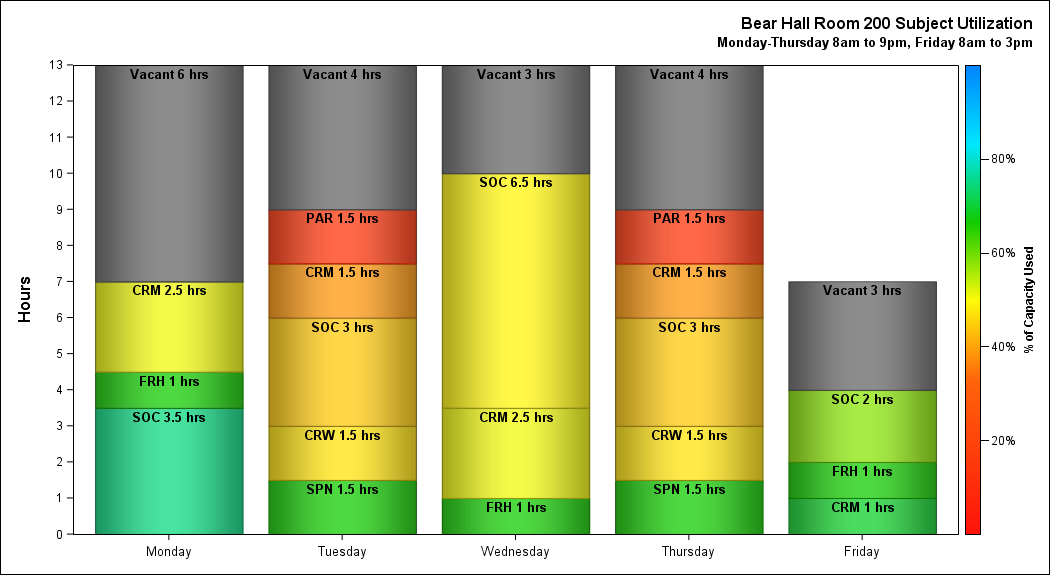 Bear Hall Room 200 Subject Utilization
Monday-Thursday 8am to 9pm, Friday 8am to 3pm
Hours
13
12
11
10
9
8
7
6
5
4
3
2
1
0
Vacant 6 hrs
CRM 2.5 hrs
FRH 1 hrs
SOC 3.5 hrs
Vacant 4 hrs
PAR 1.5 hrs
CRM 1.5 hrs
SOC 3 hrs
CRW 1.5 hrs
SPN 1.5 hrs
Vacant 3 hrs
SOC 6.5 hrs
CRM 2.5 hrs
FRH 1 hrs
Vacant 4 hrs
PAR 1.5 hrs
CRM 1.5 hrs
SOC 3 hrs
CRW 1.5 hrs
SPN 1.5 hrs
Vacant 3 hrs
SOC 2 hrs
FRH 1 hrs
CRM 1 hrs
Monday
Tuesday
Wednesday
Thursday
Friday
80%
60%
40%
20%
% of Capacity Used